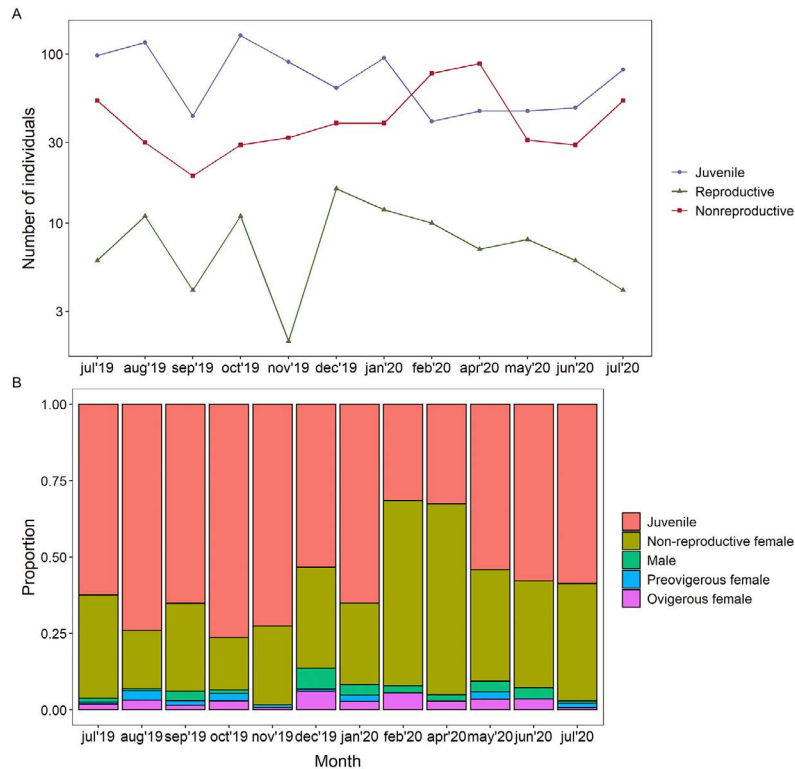 A
Number of individuals
100
30
10
3
jul'19 aug'19 sep'19 oct'19 nov'19 dec'19 jan'20 feb'20 apr'20 may'20 jun'20 jul'20
Juvenile
Reproductive
Nonreproductive
B
Proportion
1.00
0.75
0.50
0.25
0.00
jul'19 aug'19 sep'19 oct'19 nov'19 dec'19 jan'20 feb'20 apr'20 may'20 jun'20 jul'20
Month
Juvenile
Non-reproductive female
Male
Preovigerous female
Ovigerous female